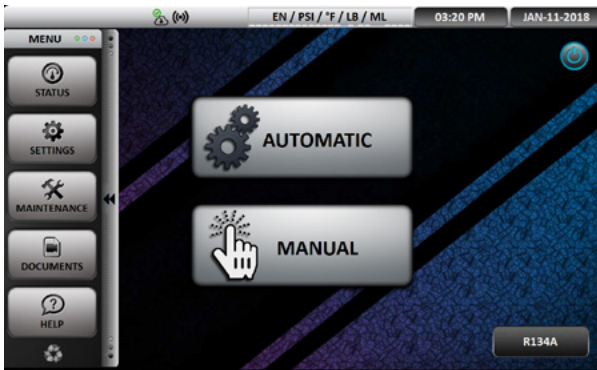 EN / PSI / °F / LB / ML
03:20 PM
JAN-11-2018
MENU
STATUS
SETTINGS
MAINTENANCE
DOCUMENTS
HELP
AUTOMATIC
MANUAL
R134A